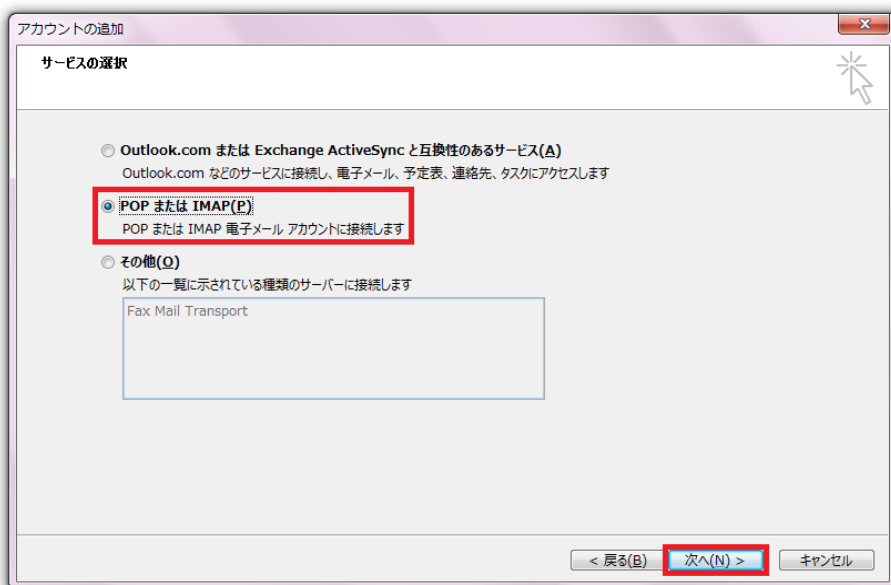 アカウントの追加
サービスの選択
Outlook.com または Exchange ActiveSync と互換性のあるサービス(A)
Outlook.com などのサービスに接続し、電子メール、予定表、連絡先、タスクにアクセスします
POP または IMAP(P)
POP または IMAP 電子メール アカウントに接続します
その他(O)
以下の一覧に示されている種類のサーバーに接続します
Fax Mail Transport
< 戻る(B) 次へ(N) > キャンセル